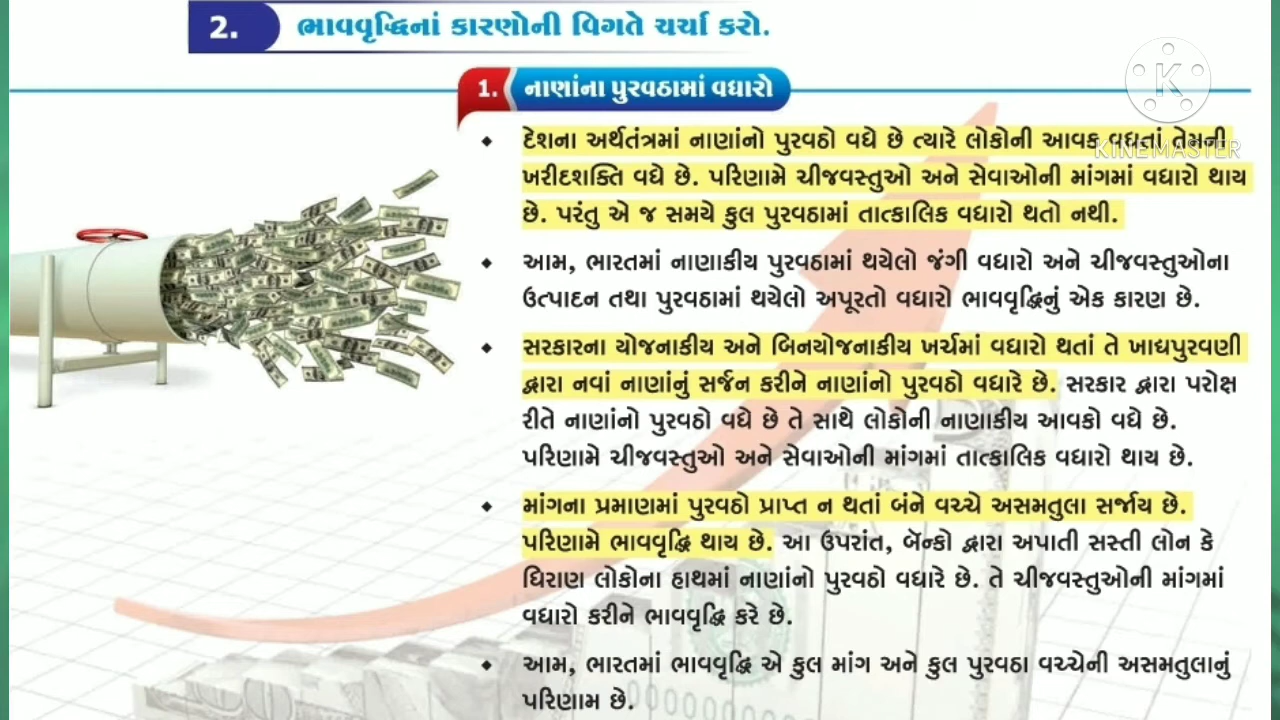 2. ભાવવૃદ્ધિનાં કારણોની વિગતે ચર્ચા કરો.
1. નાણાંના પુરવઠામાં વધારો
K
KINEMASTER
◆ દેશના અર્થતંત્રમાં નાણાંનો પુરવઠો વધે છે ત્યારે લોકોની આવક વધતાં તેમની
ખરીદશક્તિ વધે છે. પરિણામે ચીજવસ્તુઓ અને સેવાઓની માંગમાં વધારો થાય
છે. પરંતુ એ જ સમયે કુલ પુરવઠામાં તાત્કાલિક વધારો થતો નથી.
◆ આમ, ભારતમાં નાણાકીય પુરવઠામાં થયેલો જંગી વધારો અને ચીજવસ્તુઓના
ઉત્પાદન તથા પુરવઠામાં થયેલો અપૂરતો વધારો ભાવવૃદ્ધિનું એક કારણ છે.
◆ સરકારના યોજનાકીય અને બિનયોજનાકીય ખર્ચમાં વધારો થતાં તે ખાધપુરવણી
દ્વારા નવાં નાણાંનું સર્જન કરીને નાણાંનો પુરવઠો વધારે છે. સરકાર દ્વારા પરોક્ષ
રીતે નાણાંનો પુરવઠો વધે છે તે સાથે લોકોની નાણાકીય આવકો વધે છે.
પરિણામે ચીજવસ્તુઓ અને સેવાઓની માંગમાં તાત્કાલિક વધારો થાય છે.
◆ માંગના પ્રમાણમાં પુરવઠો પ્રાપ્ત ન થતાં બંને વચ્ચે અસમતુલા સર્જાય છે.
પરિણામે ભાવવૃદ્ધિ થાય છે. આ ઉપરાંત, બૅન્કો દ્વારા અપાતી સસ્તી લોન કે
ધિરાણ લોકોના હાથમાં નાણાંનો પુરવઠો વધારે છે. તે ચીજવસ્તુઓની માંગમાં
વધારો કરીને ભાવવૃદ્ધિ કરે છે.
◆ આમ, ભારતમાં ભાવવૃદ્ધિ એ કુલ માંગ અને કુલ પુરવઠા વચ્ચેની અસમતુલાનું
પરિણામ છે.